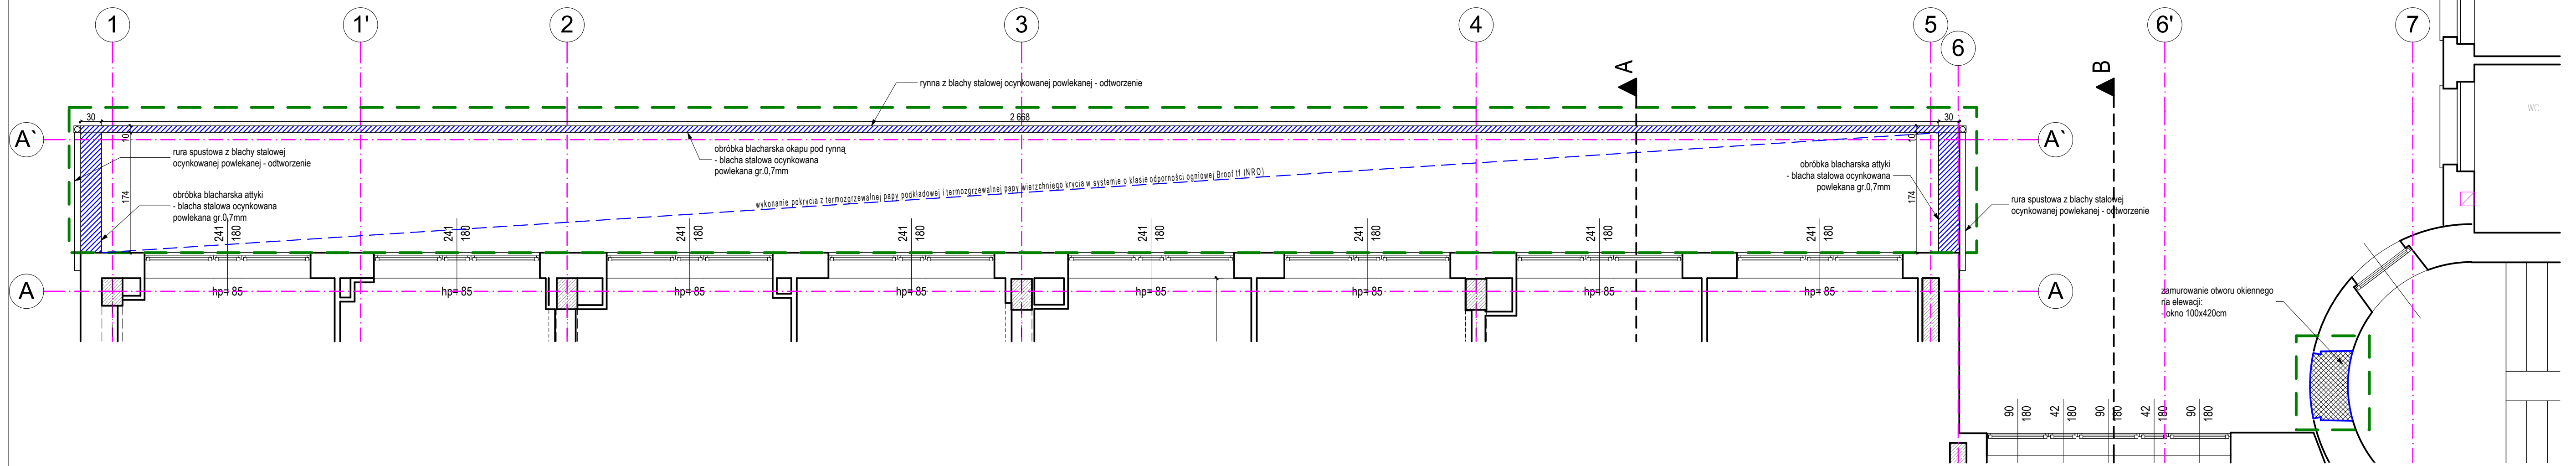 1
1'
2
3
4
5
6
6'
7
A
B
rynna z blachy stalowej ocynkowanej powlekanej - odtworzenie
30
2 668
30
A`
10
10
A`
rura spustowa z blachy stalowej
ocynkowanej powlekanej - odtworzenie
obróbka blacharska okapu pod rynną
- blacha stalowa ocynkowana
powlekana gr.0,7mm
obróbka blacharska attyki
- blacha stalowa ocynkowana
powlekana gr.0,7mm
174
obróbka blacharska attyki
- blacha stalowa ocynkowana
powlekana gr.0,7mm
wykonanie pokrycia z termozgrzewalnej papy podkładowej i termozgrzewalnej papy wierzchniego krycia w systemie o klasie odporności ogniowej Broof t1 (NRO)
174
rura spustowa z blachy stalowej
ocynkowanej powlekanej - odtworzenie
WC
241
180
241
180
241
180
241
180
241
180
241
180
241
180
241
180
A
hp= 85
hp= 85
hp= 85
hp= 85
hp= 85
hp= 85
hp= 85
hp= 85
A
zamurowanie otworu okiennego
na elewacji:
- okno 100x420cm
90
180
42
180
90
180
42
180
90
180